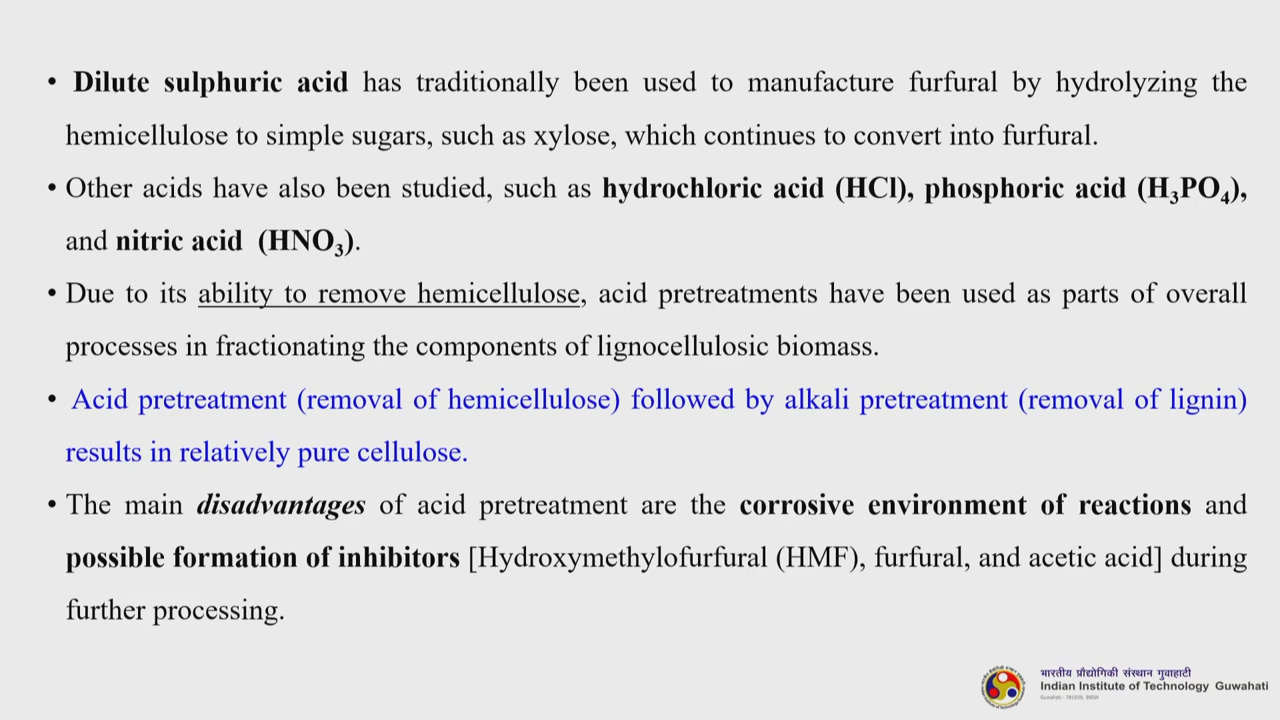 • Dilute sulphuric acid has traditionally been used to manufacture furfural by hydrolyzing the
hemicellulose to simple sugars, such as xylose, which continues to convert into furfural.
• Other acids have also been studied, such as hydrochloric acid (HCl), phosphoric acid (H₃PO₄),
and nitric acid (HNO₃).
• Due to its ability to remove hemicellulose, acid pretreatments have been used as parts of overall
processes in fractionating the components of lignocellulosic biomass.
• Acid pretreatment (removal of hemicellulose) followed by alkali pretreatment (removal of lignin)
results in relatively pure cellulose.
• The main disadvantages of acid pretreatment are the corrosive environment of reactions and
possible formation of inhibitors [Hydroxymethylofurfural (HMF), furfural, and acetic acid] during
further processing.
भारतीय प्रौद्योगिकी संस्थान गुवाहाटी
Indian Institute of Technology Guwahati
Guwahati - 781039, INDIA